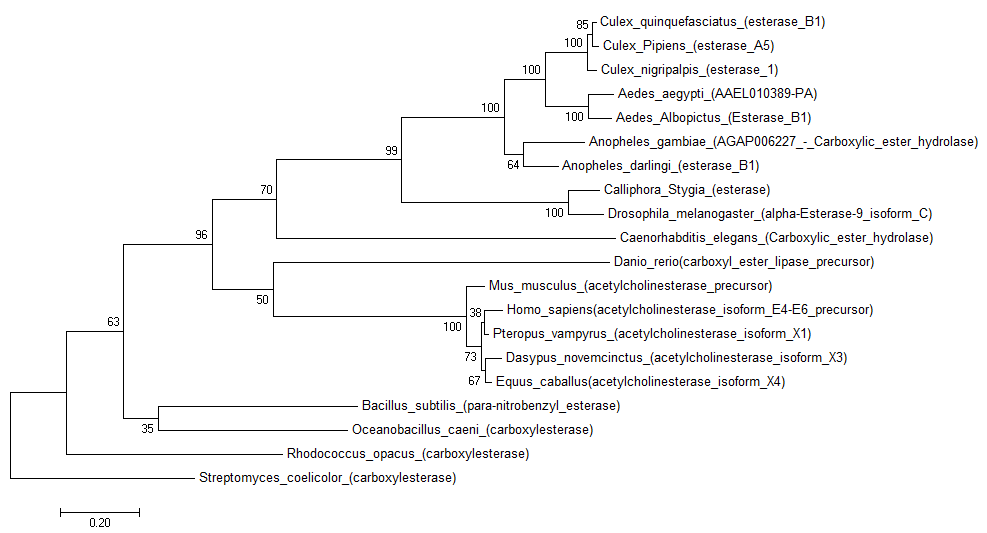 85
Culex_quinquefasciatus_(esterase_B1)
100
Culex_Pipiens_(esterase_A5)
100
Culex_nigripalpis_(esterase_1)
Aedes_aegypti_(AAEL010389-PA)
100
100
Aedes_Albopictus_(Esterase_B1)
Anopheles_gambiae_(AGAP006227_-_Carboxylic_ester_hydrolase)
99
64
Anopheles_darlingi_(esterase_B1)
70
Calliphora_Stygia_(esterase)
100
Drosophila_melanogaster_(alpha-Esterase-9_isoform_C)
96
Caenorhabditis_elegans_(Carboxylic_ester_hydrolase)
Danio_rerio(carboxyl_ester_lipase_precursor)
50
Mus_musculus_(acetylcholinesterase_precursor)
38
Homo_sapiens(acetylcholinesterase_isoform_E4-E6_precursor)
63
100
Pteropus_vampyrus_(acetylcholinesterase_isoform_X1)
73
Dasypus_novemcinctus_(acetylcholinesterase_isoform_X3)
67
Equus_caballus(acetylcholinesterase_isoform_X4)
Bacillus_subtilis_(para-nitrobenzyl_esterase)
35
Oceanobacillus_caeni_(carboxylesterase)
Rhodococcus_opacus_(carboxylesterase)
Streptomyces_coelicolor_(carboxylesterase)
0.20